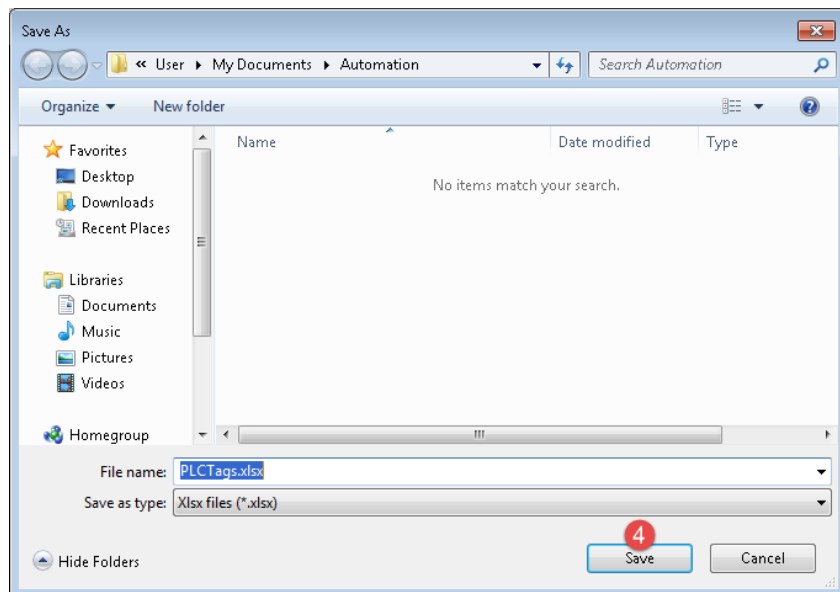 Save As
« User ▸ My Documents ▸ Automation
Search Automation
Organize ▾ New folder
Name Date modified Type
No items match your search.
Favorites
Desktop
Downloads
Recent Places
Libraries
Documents
Music
Pictures
Videos
Homegroup
File name: PLCTags.xlsx
Save as type: Xlsx files (*.xlsx)
4
Hide Folders Save Cancel